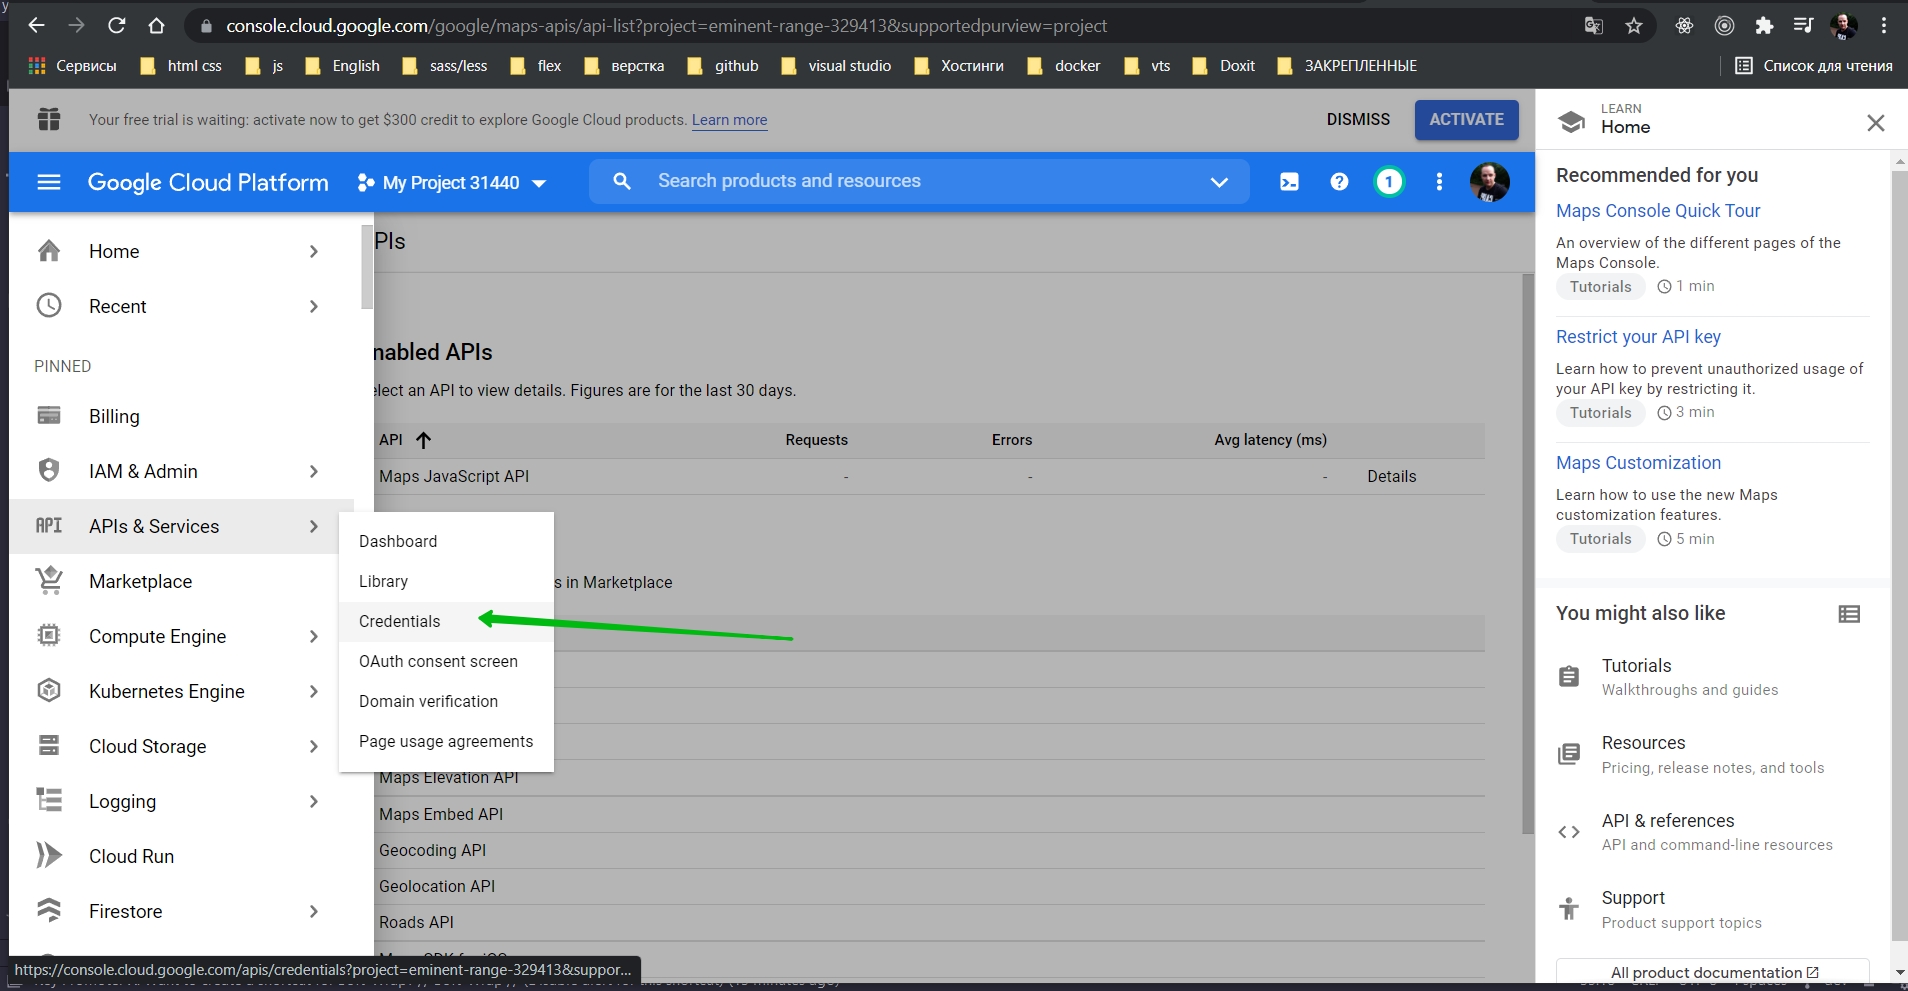 console.cloud.google.com/google/maps-apis/api-list?project=eminent-range-329413&supportedpurview=project
Сервисы html css js English sass/less flex верстка github visual studio Хостинги docker vts Doxit ЗАКРЕПЛЕННЫЕ Список для чтения
Your free trial is waiting: activate now to get $300 credit to explore Google Cloud products. Learn more DISMISS ACTIVATE
Google Cloud Platform My Project 31440 Search products and resources 1
Home
Recent
PINNED
Billing
IAM & Admin
API APIs & Services
Marketplace
Compute Engine
Kubernetes Engine
Cloud Storage
Logging
Cloud Run
Firestore
Dashboard
Library
Credentials
OAuth consent screen
Domain verification
Page usage agreements
PIs
nabled APIs
elect an API to view details. Figures are for the last 30 days.
API Requests Errors Avg latency (ms)
Maps JavaScript API - - - Details
s in Marketplace
Maps Elevation API
Maps Embed API
Geocoding API
Geolocation API
Roads API
https://console.cloud.google.com/apis/credentials?project=eminent-range-329413&suppor...
LEARN
Home
Recommended for you
Maps Console Quick Tour
An overview of the different pages of the
Maps Console.
Tutorials 1 min
Restrict your API key
Learn how to prevent unauthorized usage of
your API key by restricting it.
Tutorials 3 min
Maps Customization
Learn how to use the new Maps
customization features.
Tutorials 5 min
You might also like
Tutorials
Walkthroughs and guides
Resources
Pricing, release notes, and tools
API & references
API and command-line resources
Support
Product support topics
All product documentation